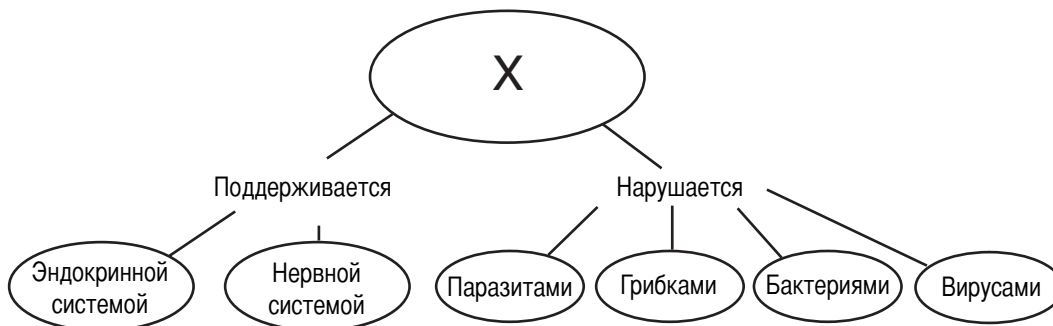 X
Поддерживается
Нарушается
Эндокринной
системой
Нервной
системой
Паразитами
Грибками
Бактериями
Вирусами